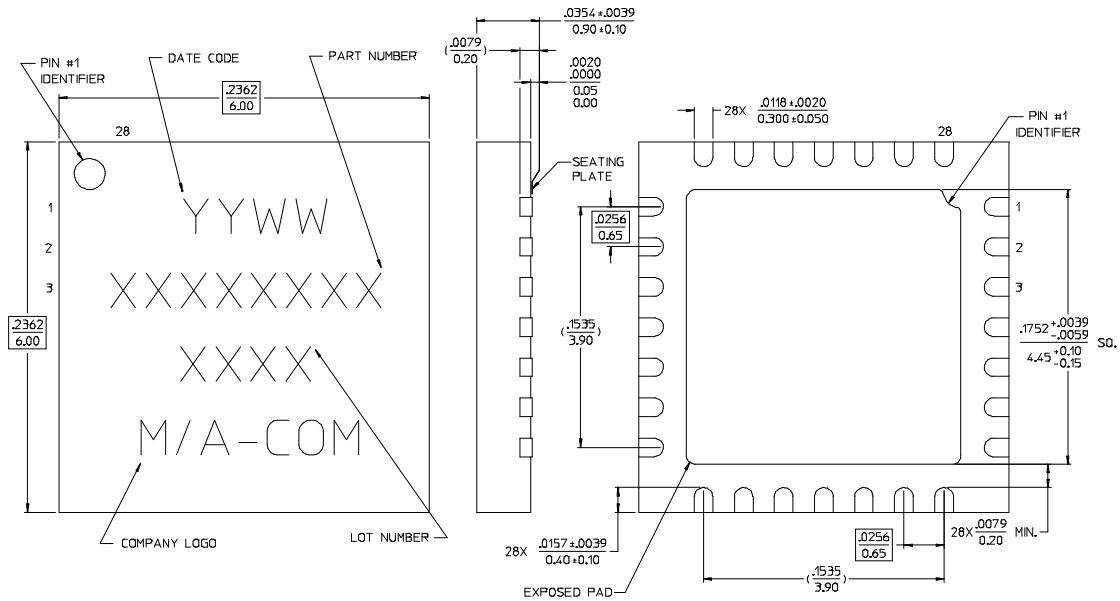 PIN #1
IDENTIFIER
DATE CODE
PART NUMBER
.2362
6.00
28
1
2
3
.2362
6.00
YYWW
XXXXXXXX
XXXX
M/A-COM
COMPANY LOGO
LOT NUMBER
.0354±.0039
0.90±0.10
(.0079
0.20)
.0020
.0000
0.05
0.00
SEATING
PLATE
.0256
0.65
(.1535)
3.90
28X .0118±.0020
0.300±0.050
28
PIN #1
IDENTIFIER
1
2
3
.1752 +.0039
-.0059
4.45 +0.10
-0.15
SQ.
28X .0079 MIN.
0.20
.0256
0.65
(.1535)
3.90
28X .0157±.0039
0.40±0.10
EXPOSED PAD